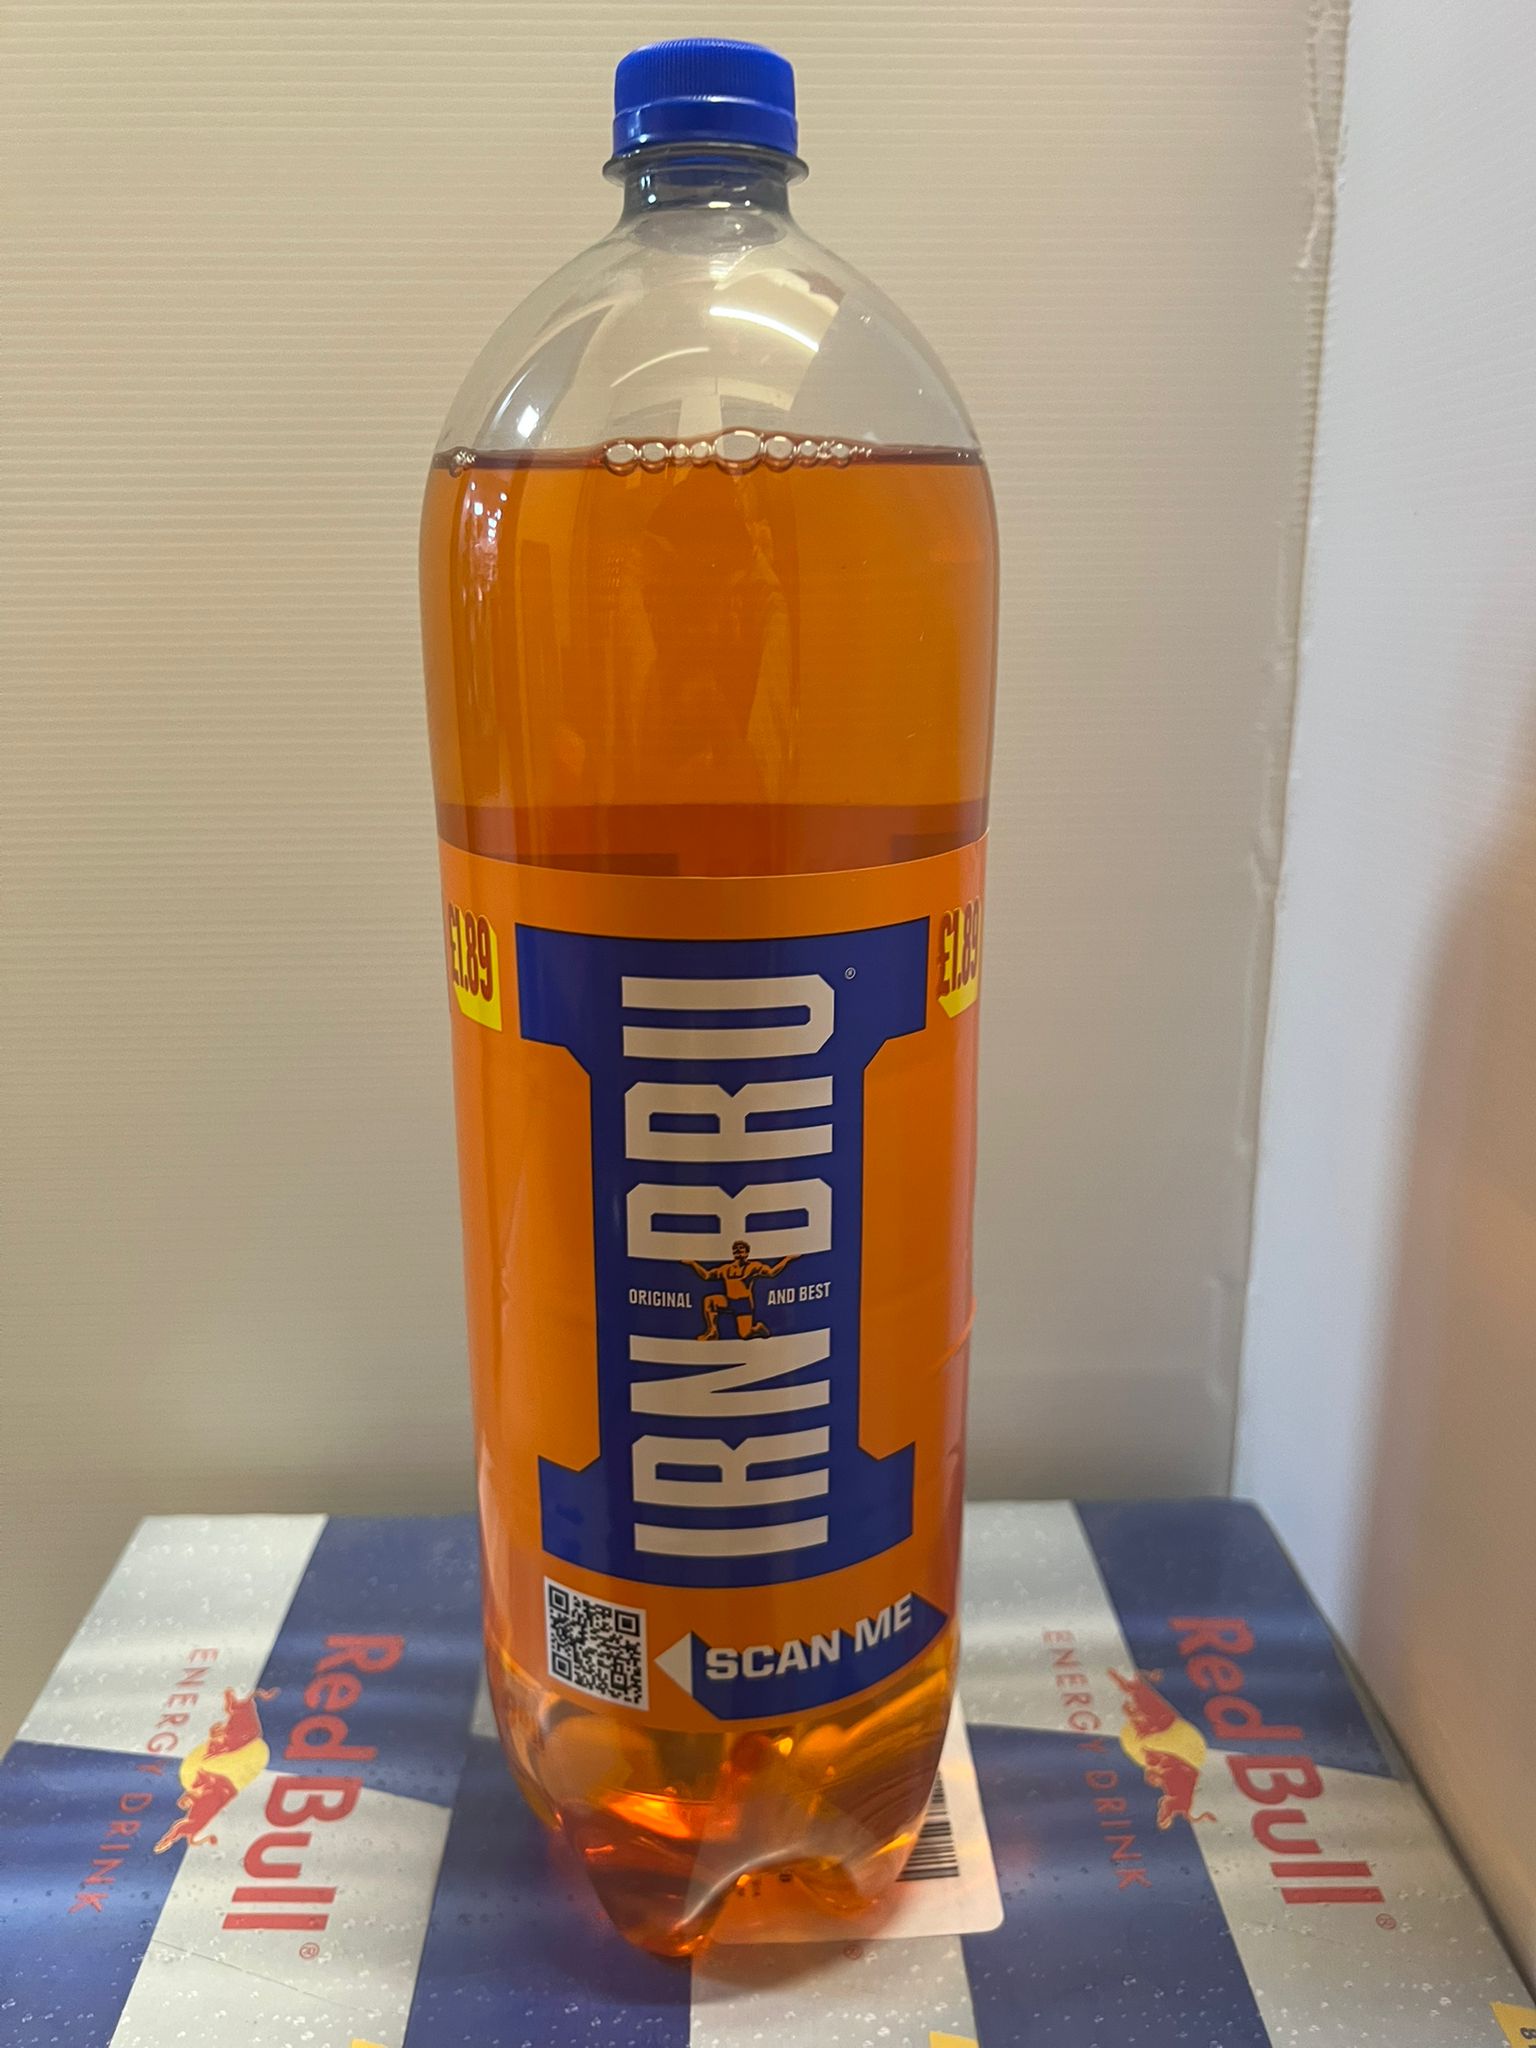 £1.89
£1.89
IRN BRU®
ORIGINAL AND BEST
SCAN ME
Red Bull®
ENERGY DRINK
Red Bull®
ENERGY DRINK